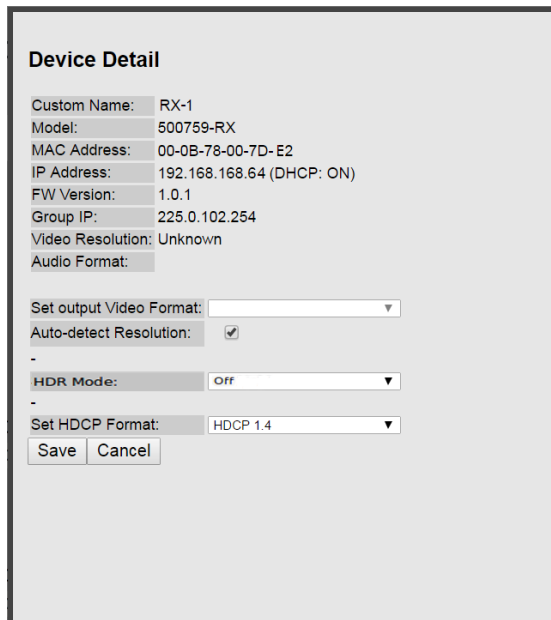 Device Detail
Custom Name: RX-1
Model: 500759-RX
MAC Address: 00-0B-78-00-7D-E2
IP Address: 192.168.168.64 (DHCP: ON)
FW Version: 1.0.1
Group IP: 225.0.102.254
Video Resolution: Unknown
Audio Format:
Set output Video Format:
Auto-detect Resolution:
-
HDR Mode: Off
-
Set HDCP Format: HDCP 1.4
Save Cancel